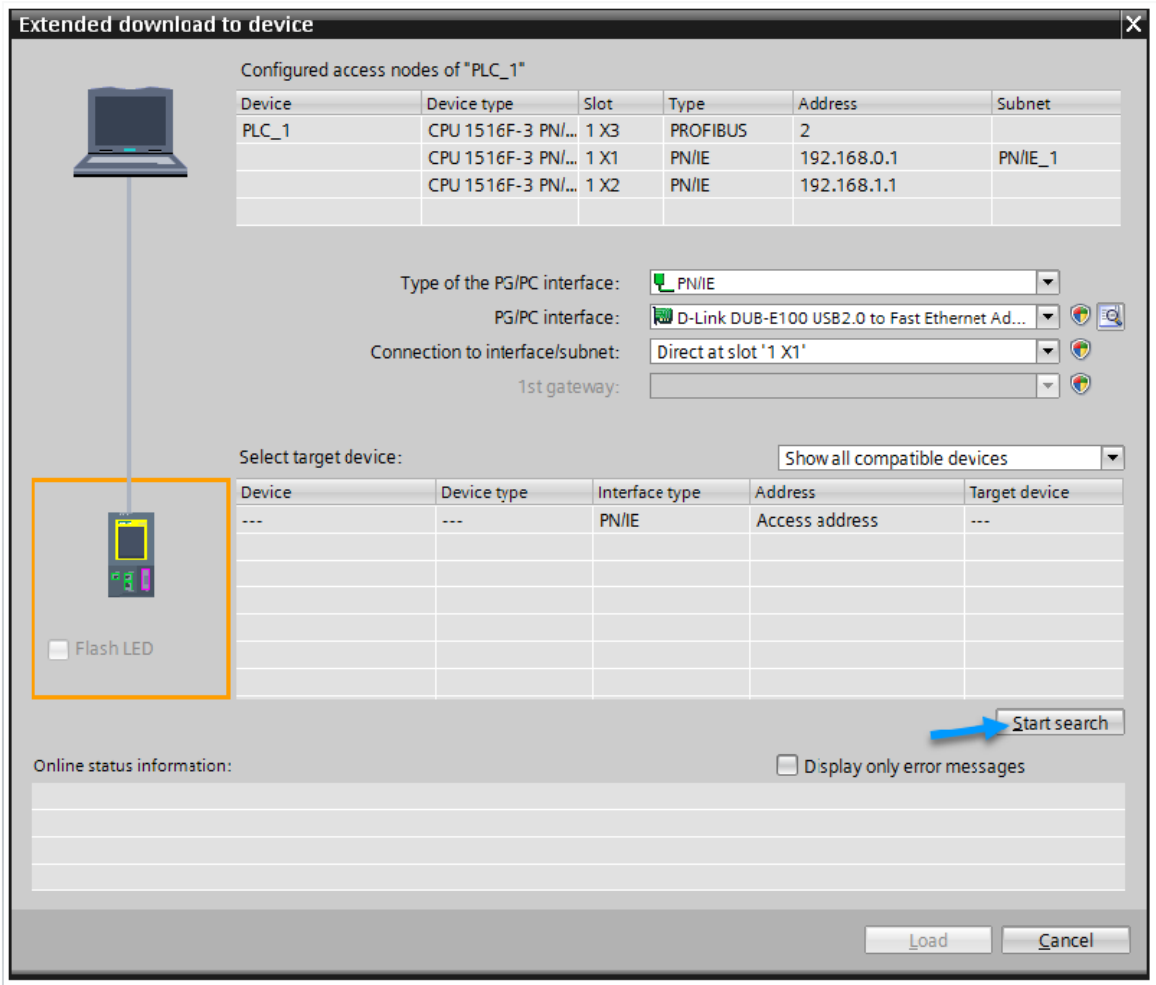 Extended download to device
Configured access nodes of "PLC_1"
Device Device type Slot Type Address Subnet
PLC_1 CPU 1516F-3 PN/... 1 X3 PROFIBUS 2
CPU 1516F-3 PN/... 1 X1 PN/IE 192.168.0.1 PN/IE_1
CPU 1516F-3 PN/... 1 X2 PN/IE 192.168.1.1
Type of the PG/PC interface: PN/IE
PG/PC interface: D-Link DUB-E100 USB2.0 to Fast Ethernet Ad...
Connection to interface/subnet: Direct at slot '1 X1'
1st gateway:
Select target device: Show all compatible devices
Device Device type Interface type Address Target device
--- --- PN/IE Access address ---
Flash LED
Start search
Online status information: Display only error messages
Load Cancel